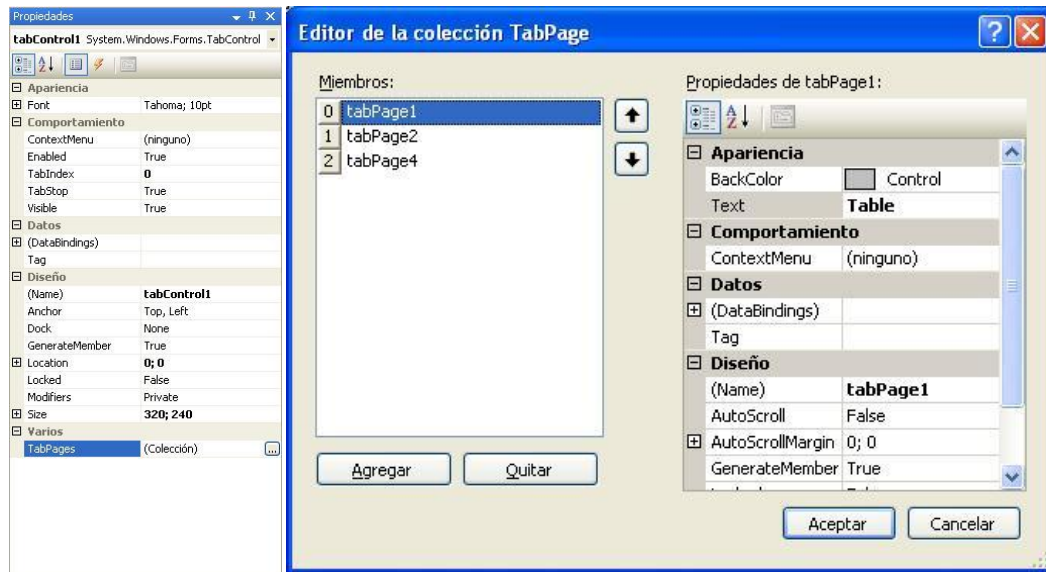 Propiedades
tabControl1 System.Windows.Forms.TabControl
Apariencia
Font Tahoma; 10pt
Comportamiento
ContextMenu (ninguno)
Enabled True
TabIndex 0
TabStop True
Visible True
Datos
(DataBindings)
Tag
Diseño
(Name) tabControl1
Anchor Top, Left
Dock None
GenerateMember True
Location 0; 0
Locked False
Modifiers Private
Size 320; 240
Varios
TabPages (Colección) ...
Editor de la colección TabPage
Miembros:
0 tabPage1
1 tabPage2
2 tabPage4
Agregar Quitar
Propiedades de tabPage1:
Apariencia
BackColor Control
Text Table
Comportamiento
ContextMenu (ninguno)
Datos
(DataBindings)
Tag
Diseño
(Name) tabPage1
AutoScroll False
AutoScrollMargin 0; 0
GenerateMember True
Aceptar Cancelar